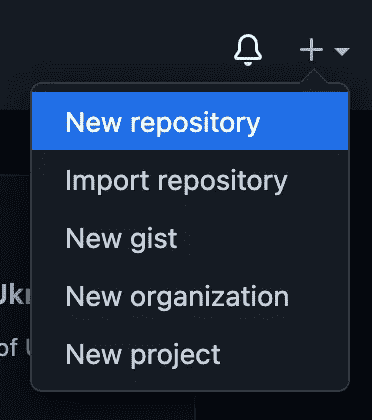 New repository
Import repository
New gist
New organization
New project